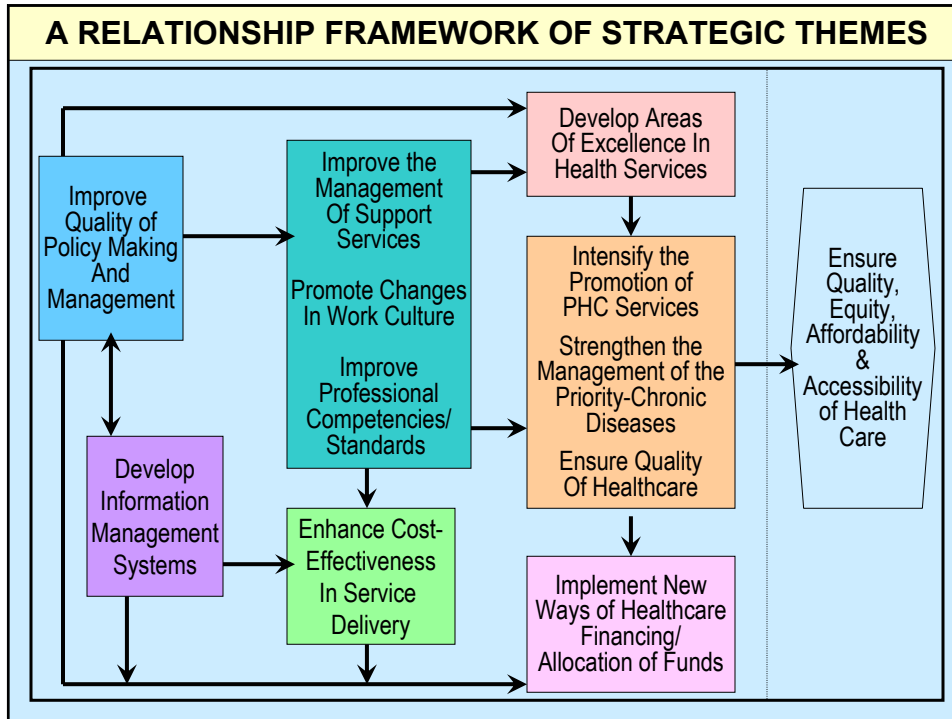 A RELATIONSHIP FRAMEWORK OF STRATEGIC THEMES
Improve
Quality of
Policy Making
And
Management
Develop
Information
Management
Systems
Improve the
Management
Of Support
Services
Promote Changes
In Work Culture
Improve
Professional
Competencies/
Standards
Enhance Cost-
Effectiveness
In Service
Delivery
Develop Areas
Of Excellence In
Health Services
Intensify the
Promotion of
PHC Services
Strengthen the
Management of the
Priority-Chronic
Diseases
Ensure Quality
Of Healthcare
Implement New
Ways of Healthcare
Financing/
Allocation of Funds
Ensure
Quality,
Equity,
Affordability
&
Accessibility
of Health
Care